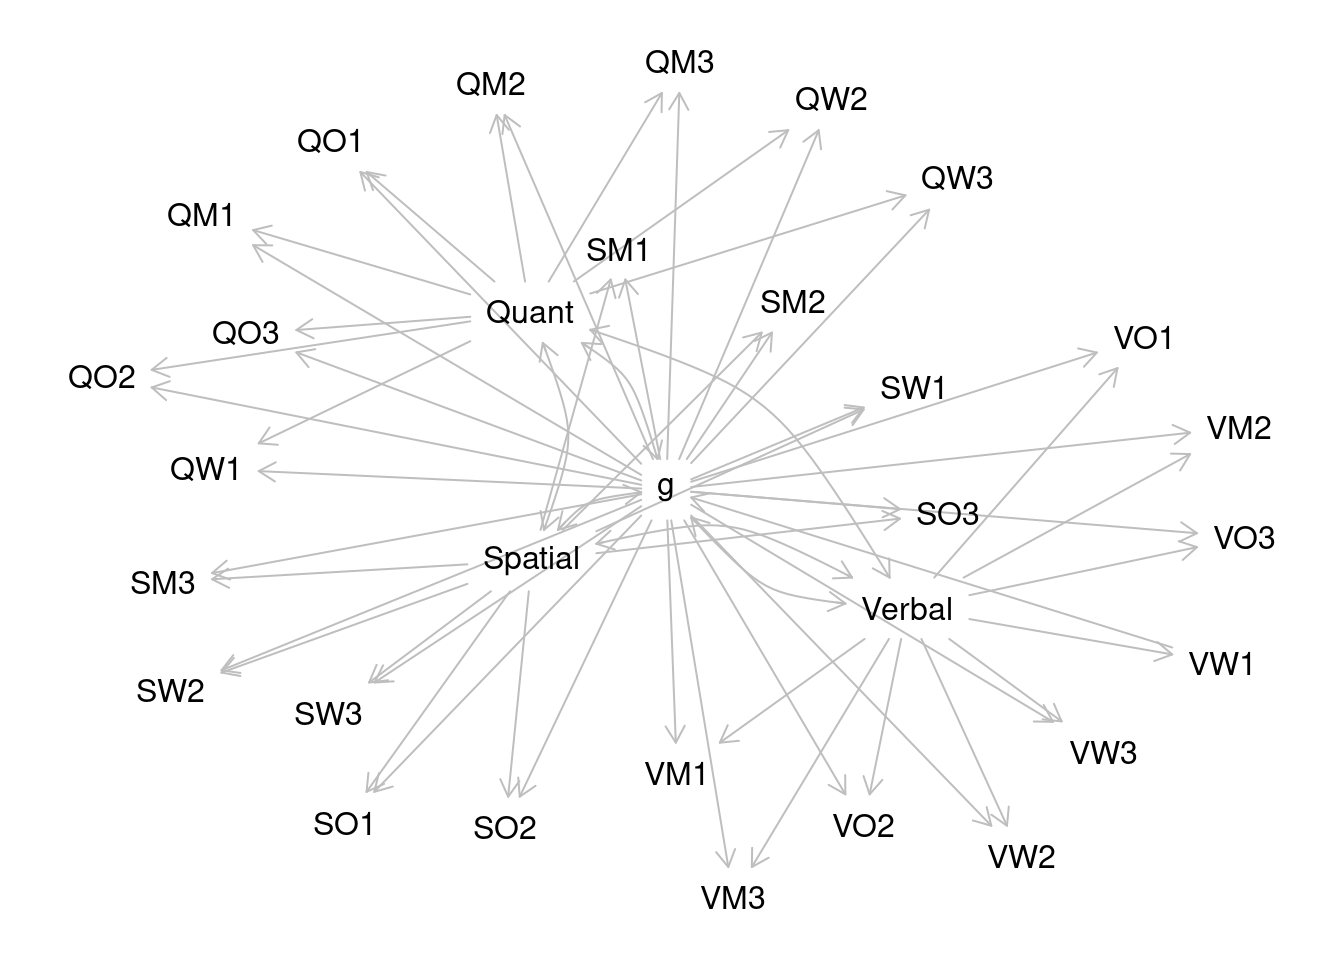 QM3
QM2
QW2
QO1
QW3
QM1
SM1
SM2
Quant
QO3
VO1
QO2
SW1
VM2
QW1
g
SO3
VO3
Spatial
SM3
Verbal
VW1
SW2
SW3
VW3
VM1
SO1
SO2
VO2
VW2
VM3